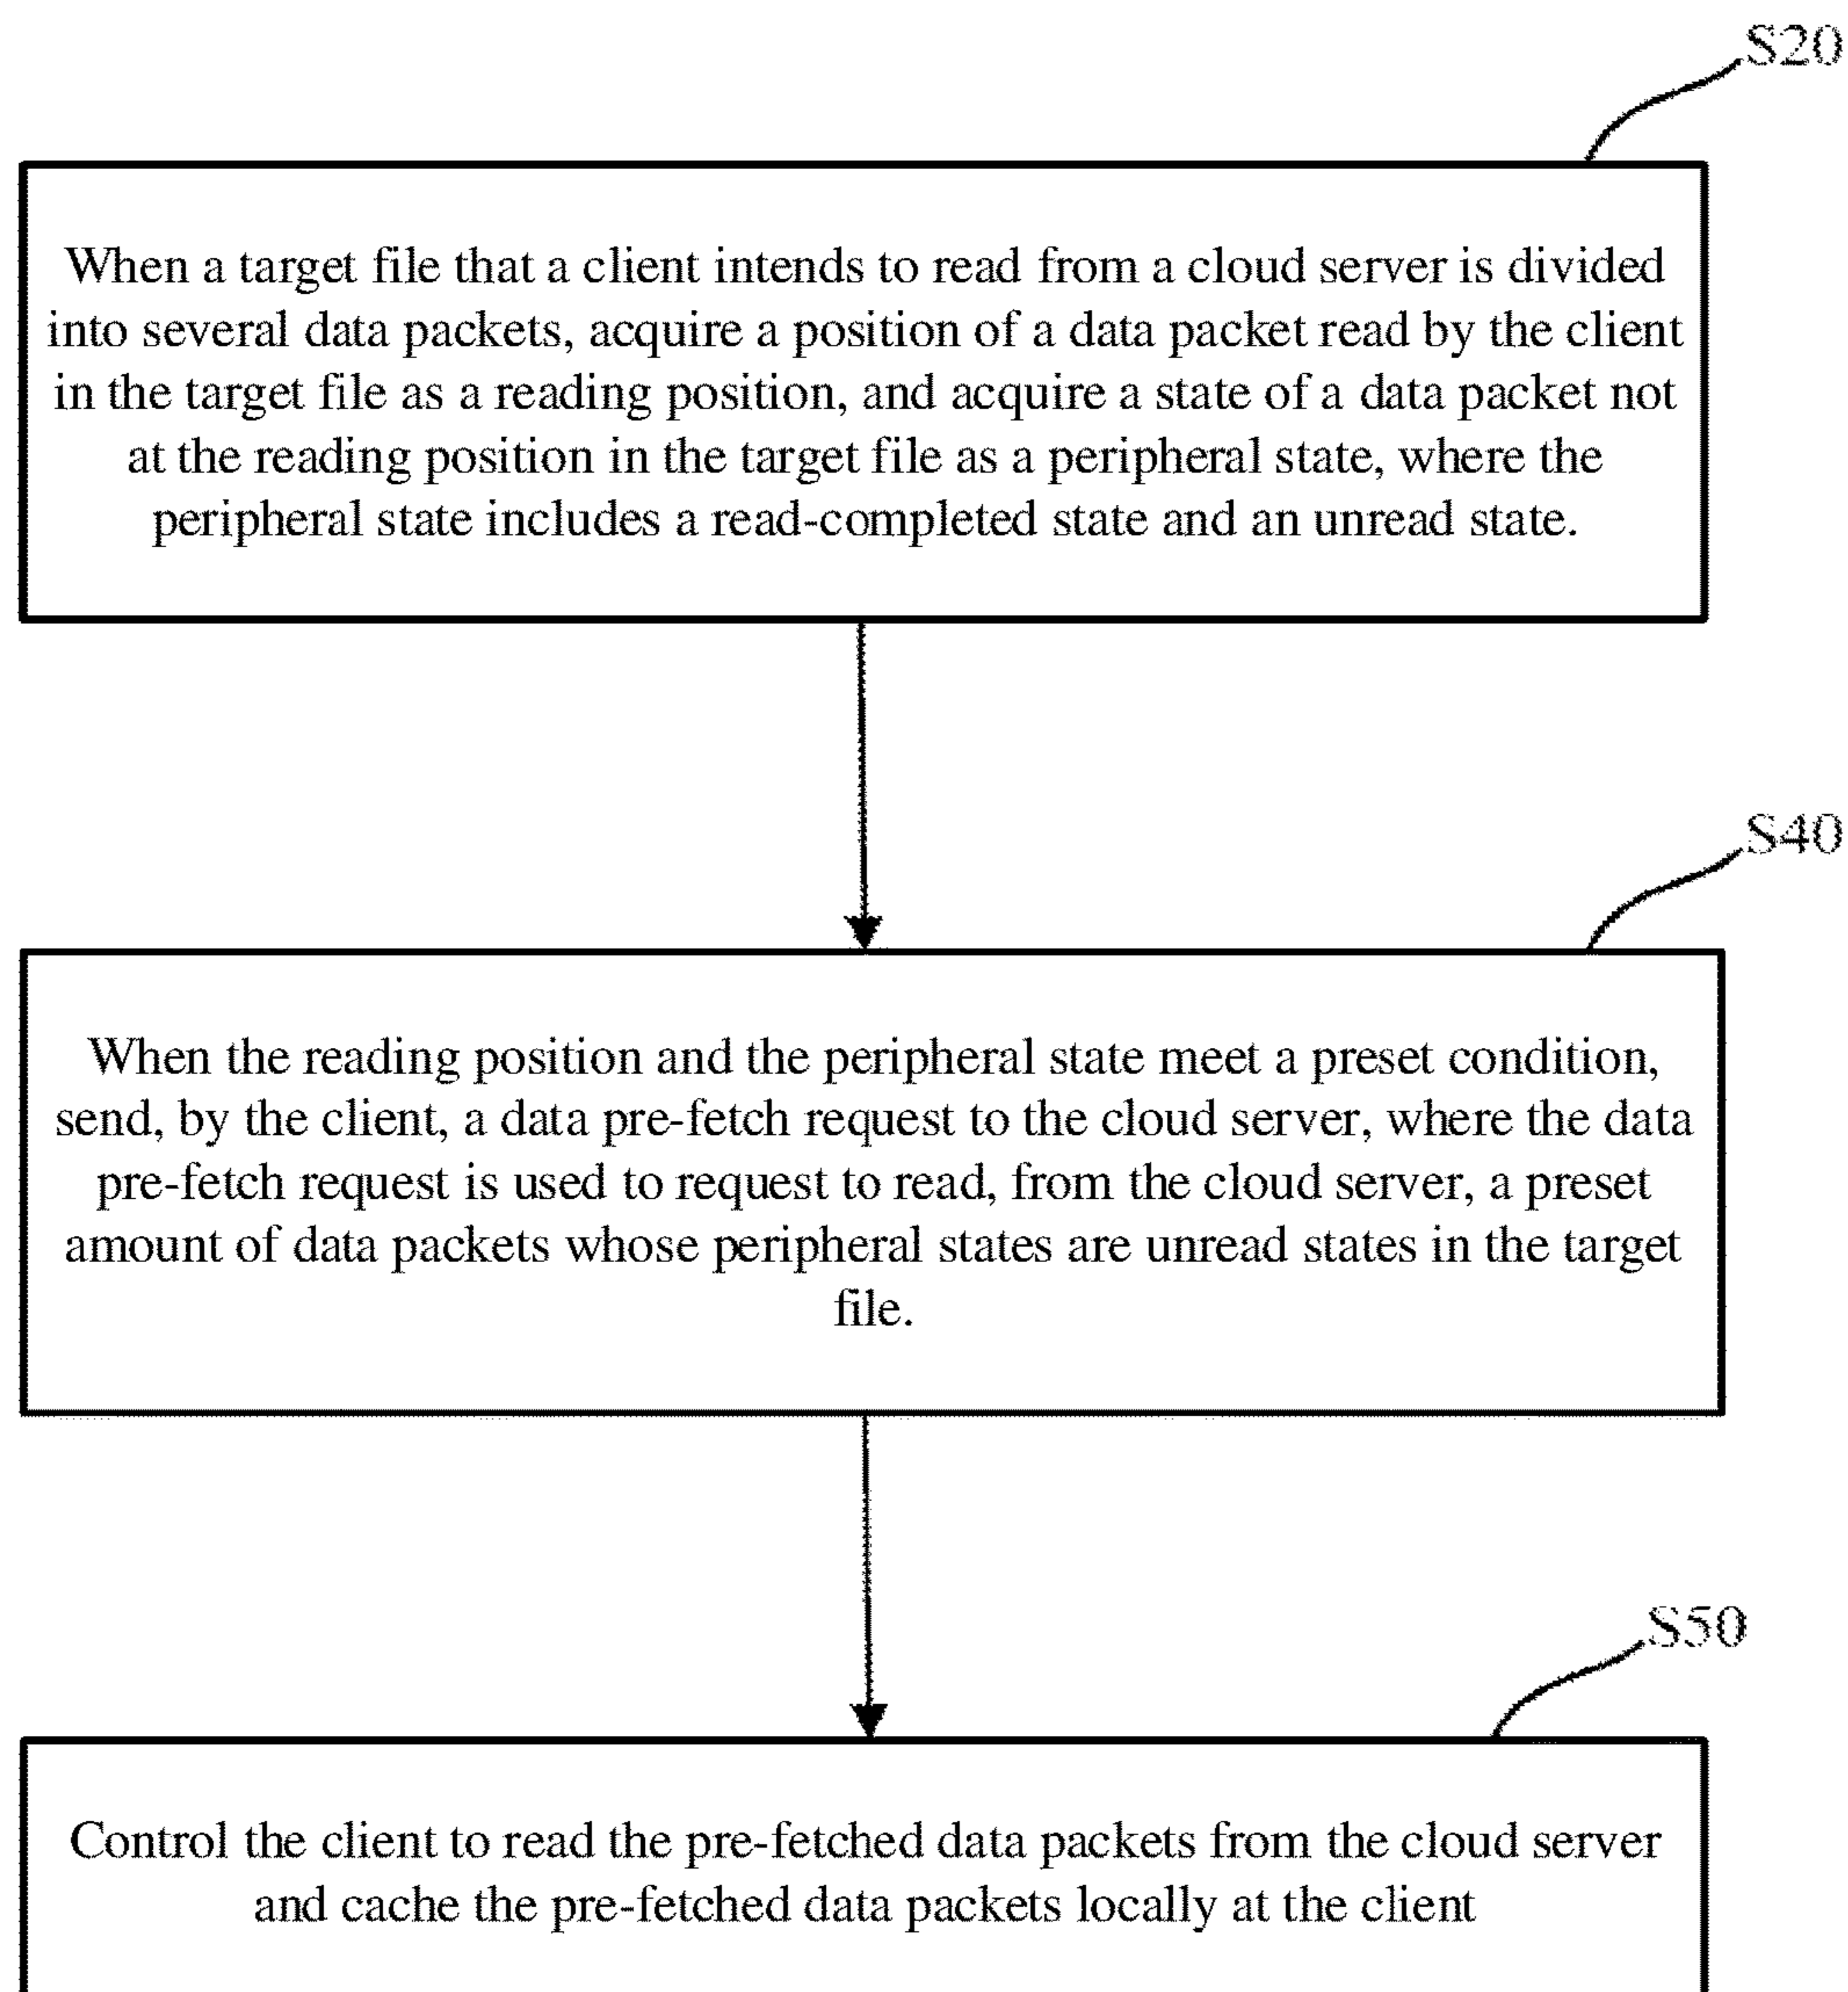 S20
When a target file that a client intends to read from a cloud server is divided
into several data packets, acquire a position of a data packet read by the client
in the target file as a reading position, and acquire a state of a data packet not
at the reading position in the target file as a peripheral state, where the
peripheral state includes a read-completed state and an unread state.
S40
When the reading position and the peripheral state meet a preset condition,
send, by the client, a data pre-fetch request to the cloud server, where the data
pre-fetch request is used to request to read, from the cloud server, a preset
amount of data packets whose peripheral states are unread states in the target
file.
S50
Control the client to read the pre-fetched data packets from the cloud server
and cache the pre-fetched data packets locally at the client